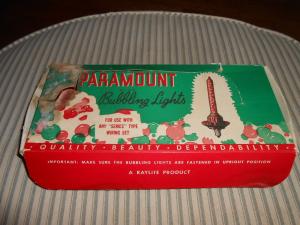 PARAMOUNT
Bubbling Lights
FOR USE WITH
ANY "SERIES" TYPE
WIRING SET
QUALITY - BEAUTY - DEPENDABILITY
IMPORTANT: MAKE SURE THE BUBBLING LIGHTS ARE FASTENED IN UPRIGHT POSITION
A RAYLITE PRODUCT